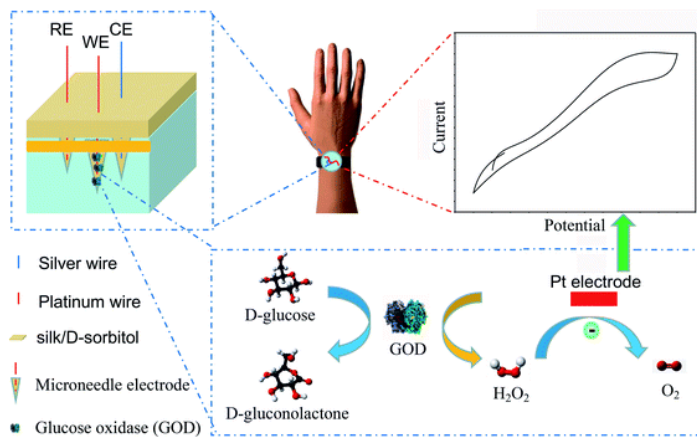 RE
WE
CE
Current
Potential
Silver wire
Platinum wire
silk/D-sorbitol
Microneedle electrode
Glucose oxidase (GOD)
D-glucose
D-gluconolactone
GOD
Pt electrode
H₂O₂
O₂